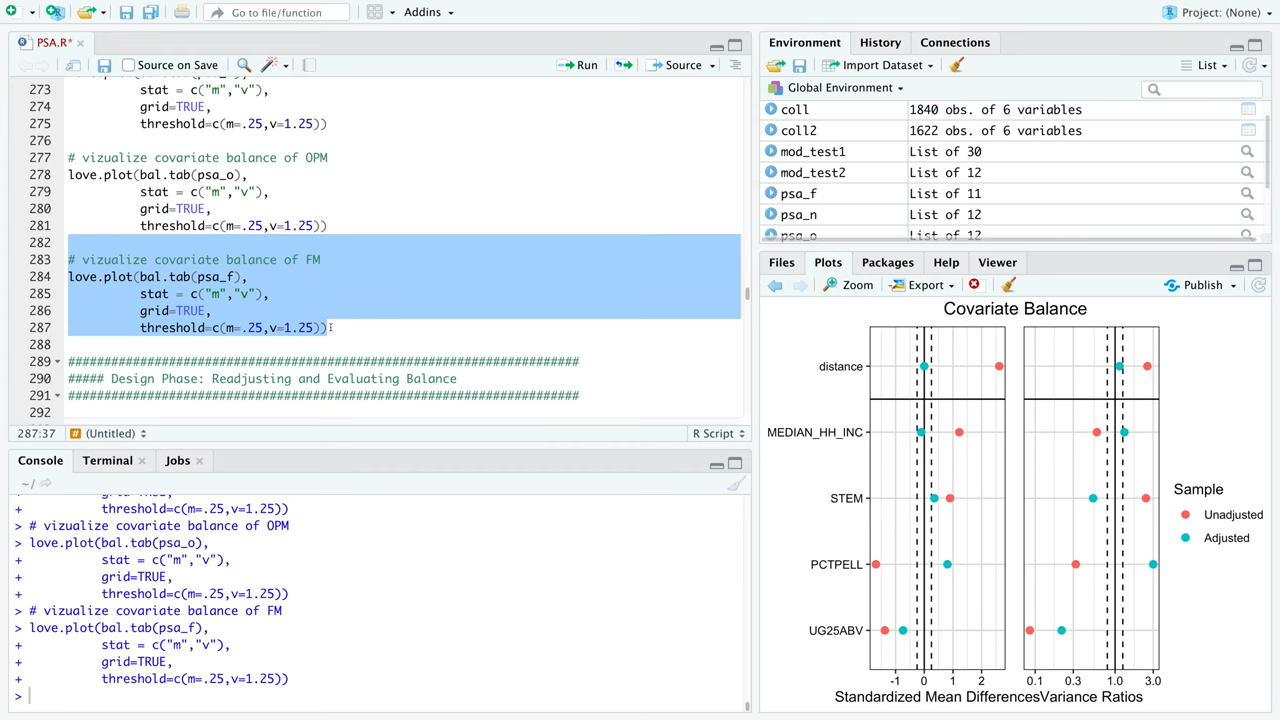 Go to file/function
Addins
Project: (None)
PSA.R*
Source on Save
Run
Source
273 stat = c("m","v"),
274 grid=TRUE,
275 threshold=c(m=.25,v=1.25))
276
277 # vizualize covariate balance of OPM
278 love.plot(bal.tab(psa_o),
279 stat = c("m","v"),
280 grid=TRUE,
281 threshold=c(m=.25,v=1.25))
282
283 # vizualize covariate balance of FM
284 love.plot(bal.tab(psa_f),
285 stat = c("m","v"),
286 grid=TRUE,
287 threshold=c(m=.25,v=1.25))
288
289 #######################################################################
290 ##### Design Phase: Readjusting and Evaluating Balance
291 #######################################################################
292
287:37 # (Untitled) R Script
Console Terminal Jobs
~/
+ threshold=c(m=.25,v=1.25))
> # vizualize covariate balance of OPM
> love.plot(bal.tab(psa_o),
+ stat = c("m","v"),
+ grid=TRUE,
+ threshold=c(m=.25,v=1.25))
> # vizualize covariate balance of FM
> love.plot(bal.tab(psa_f),
+ stat = c("m","v"),
+ grid=TRUE,
+ threshold=c(m=.25,v=1.25))
>
Environment History Connections
Import Dataset List
Global Environment
coll 1840 obs. of 6 variables
coll2 1622 obs. of 6 variables
mod_test1 List of 30
mod_test2 List of 12
psa_f List of 11
psa_n List of 12
psa_o List of 12
Files Plots Packages Help Viewer
Zoom Export Publish
Covariate Balance
distance
MEDIAN_HH_INC
STEM
PCTPELL
UG25ABV
-1 0 1 2
0.1 0.3 1.0 3.0
Standardized Mean Differences Variance Ratios
Sample
Unadjusted
Adjusted